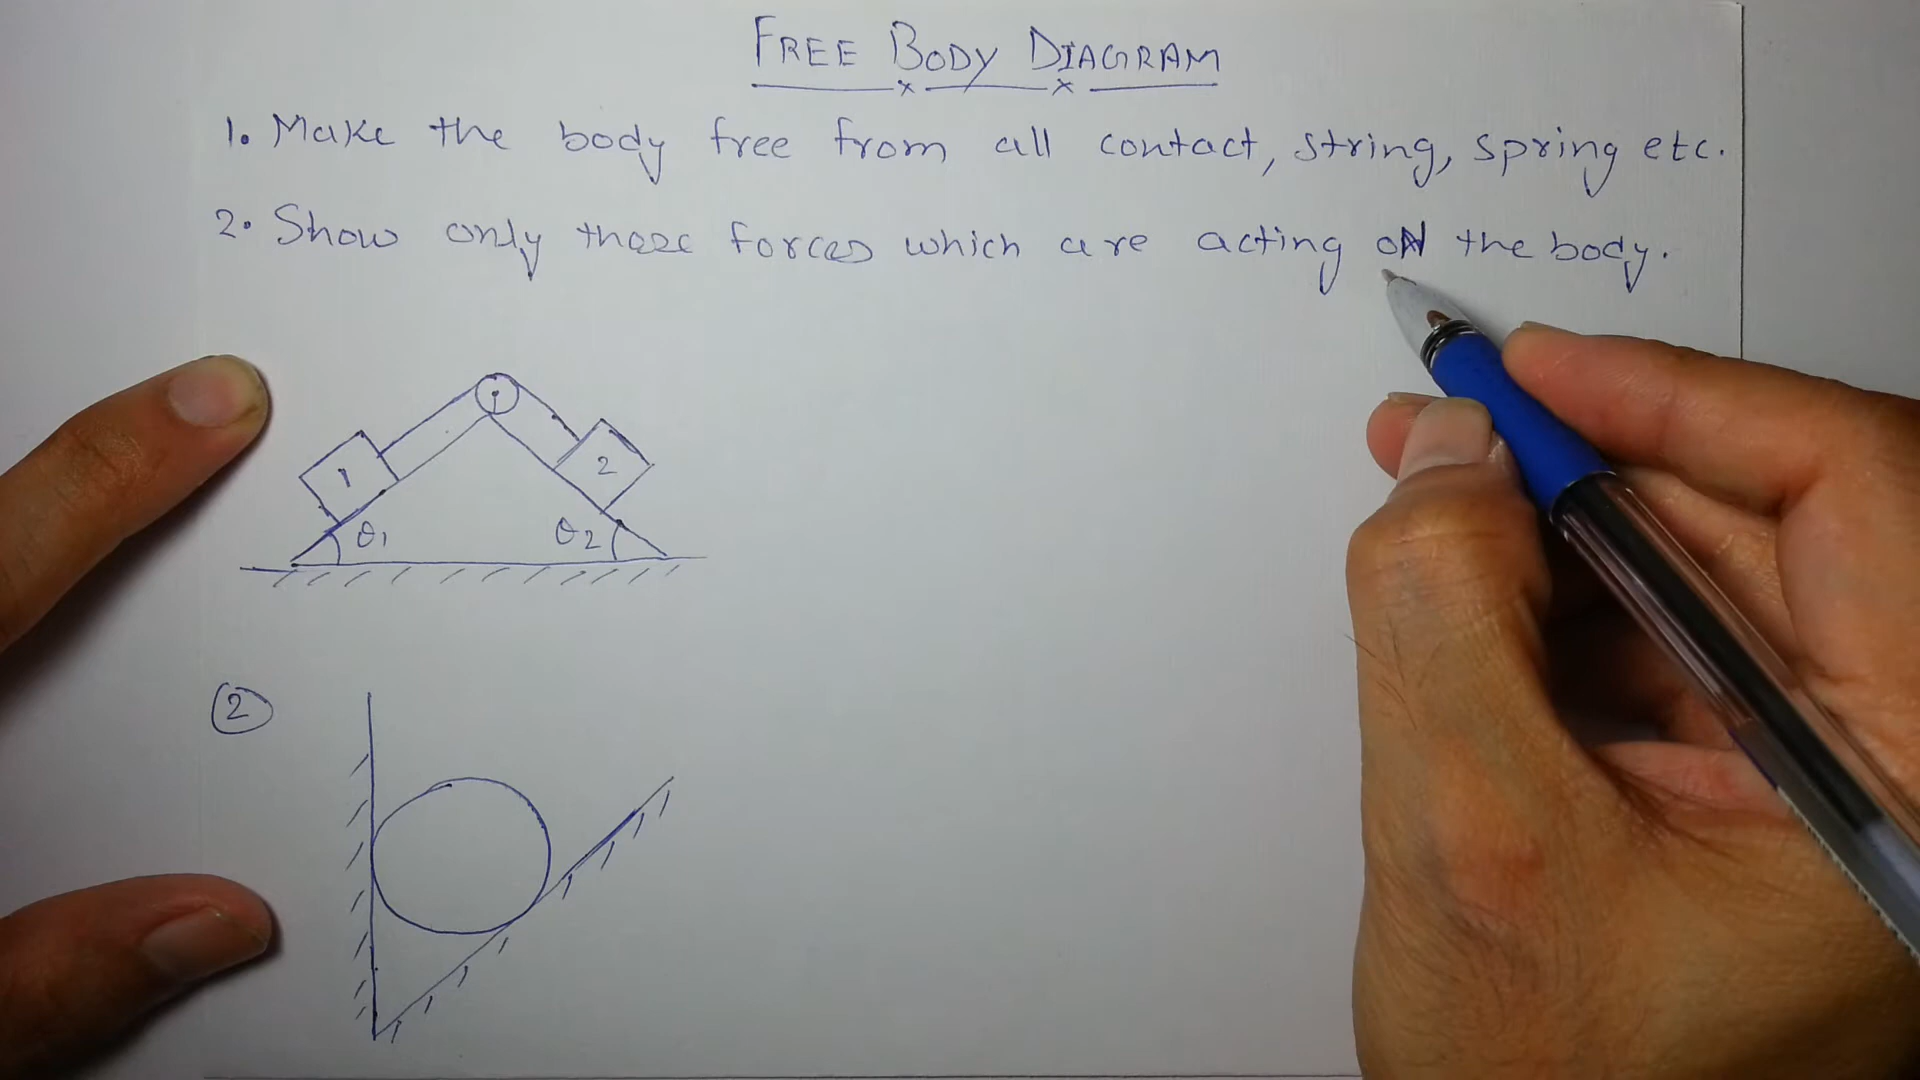 FREE BODY DIAGRAM
1. Make the body free from all contact, string, spring etc.
2. Show only those forces which are acting ON the body.
1 2
θ1 θ2
2